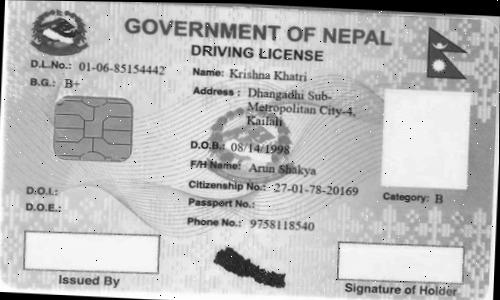 GOVERNMENT OF NEPAL
DRIVING LICENSE
D.L.No.: 01-06-85154442
B.G.: B+
Name: Krishna Khatri
Address : Dhangadhi Sub-
Metropolitan City-4,
Kailali
D.O.B.: 08/14/1998
F/H Name: Arun Shakya
Citizenship No.: 27-01-78-20169
Passport No.:
Phone No.: 9758118540
D.O.I.:
D.O.E.:
Category: B
Issued By
Signature of Holder